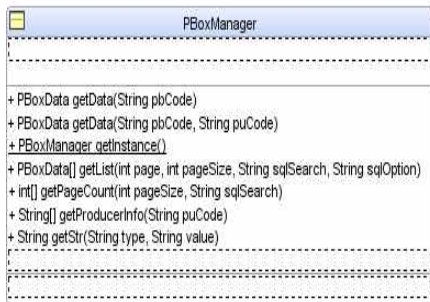 PBoxManager
+ PBoxData getData(String pbCode)
+ PBoxData getData(String pbCode, String puCode)
+ PBoxManager getInstance()
+ PBoxData[] getList(int page, int pageSize, String sqlSearch, String sqlOption)
+ int[] getPageCount(int pageSize, String sqlSearch)
+ String[] getProducerInfo(String puCode)
+ String getStr(String type, String value)